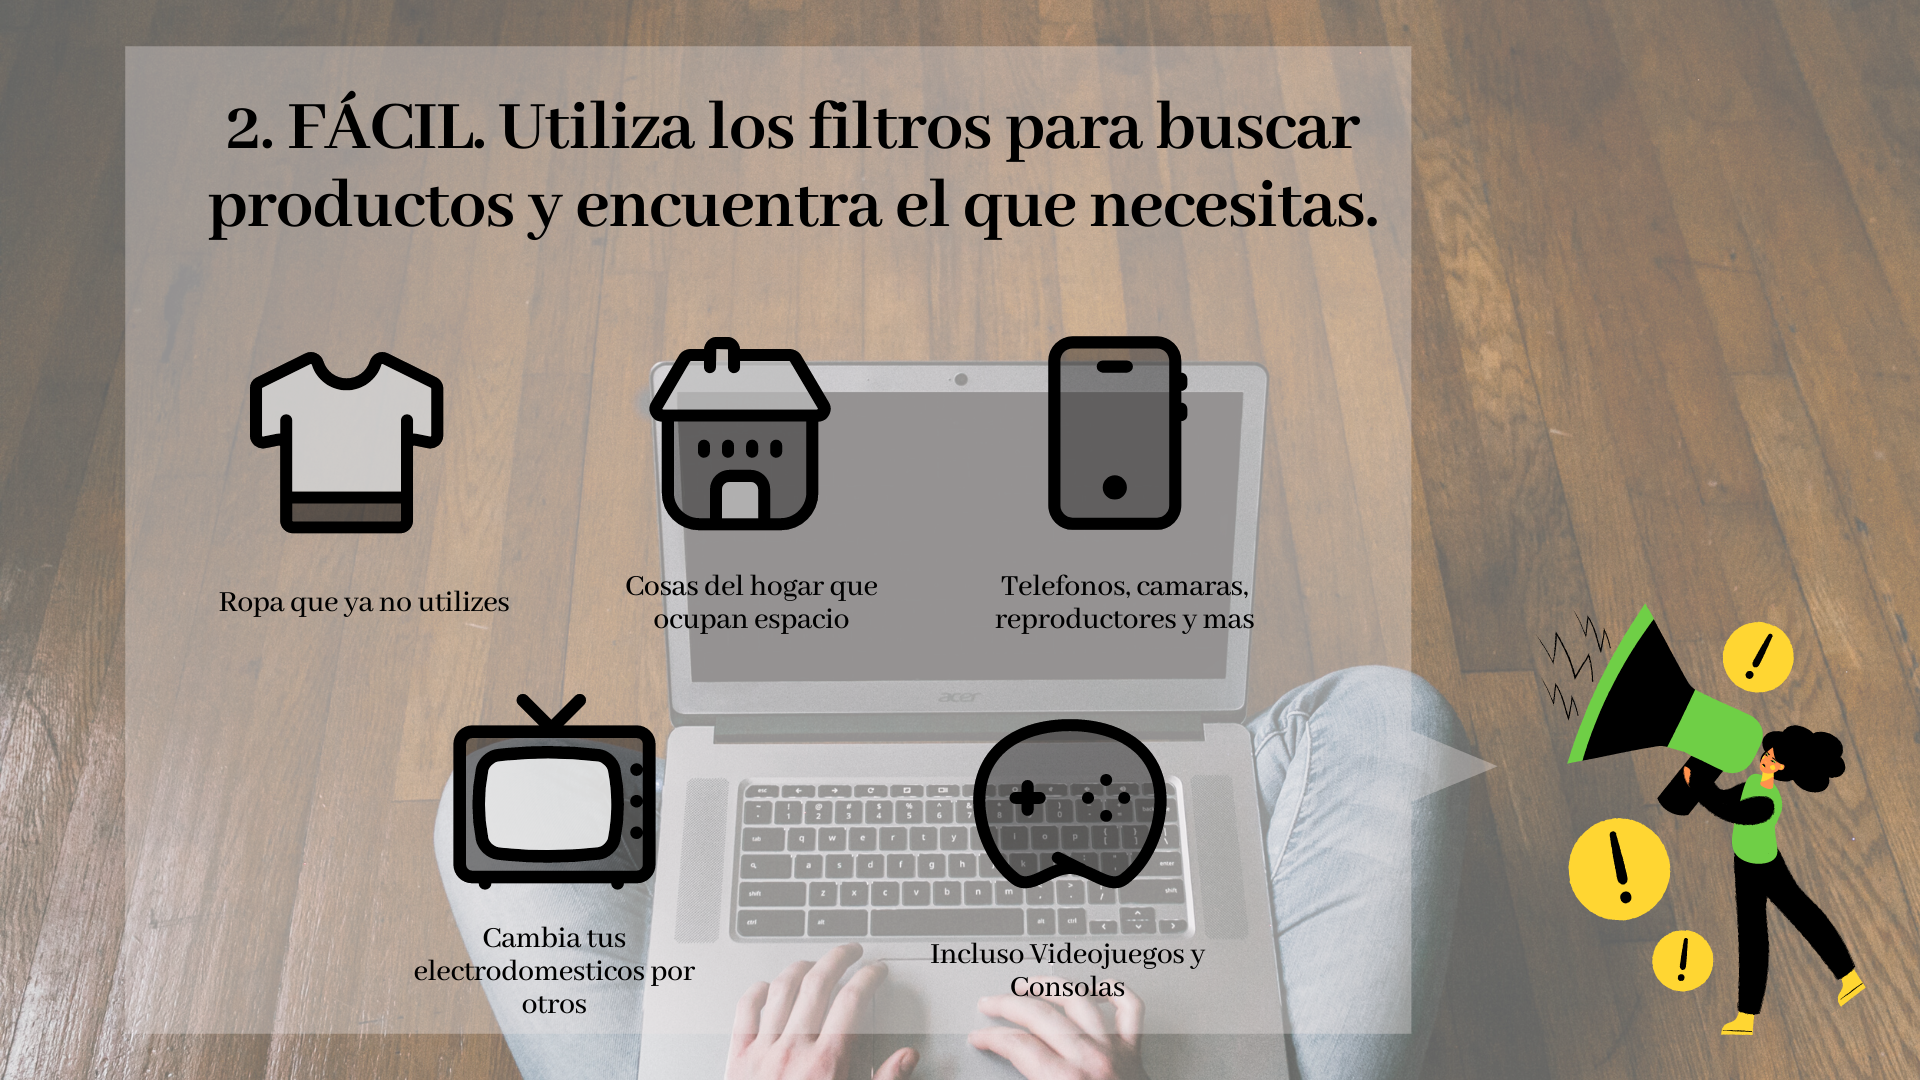 2. FÁCIL. Utiliza los filtros para buscar
productos y encuentra el que necesitas.
Ropa que ya no utilizes
Cosas del hogar que
ocupan espacio
Telefonos, camaras,
reproductores y mas
acer
Cambia tus
electrodomesticos por
otros
Incluso Videojuegos y
Consolas